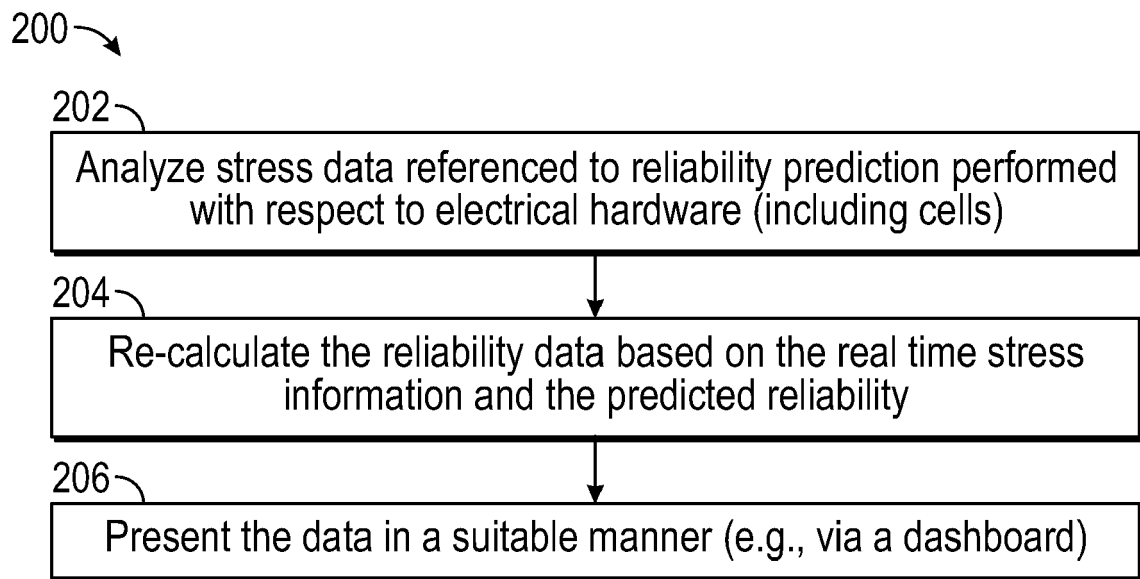 200
202
Analyze stress data referenced to reliability prediction performed
with respect to electrical hardware (including cells)
204
Re-calculate the reliability data based on the real time stress
information and the predicted reliability
206
Present the data in a suitable manner (e.g., via a dashboard)